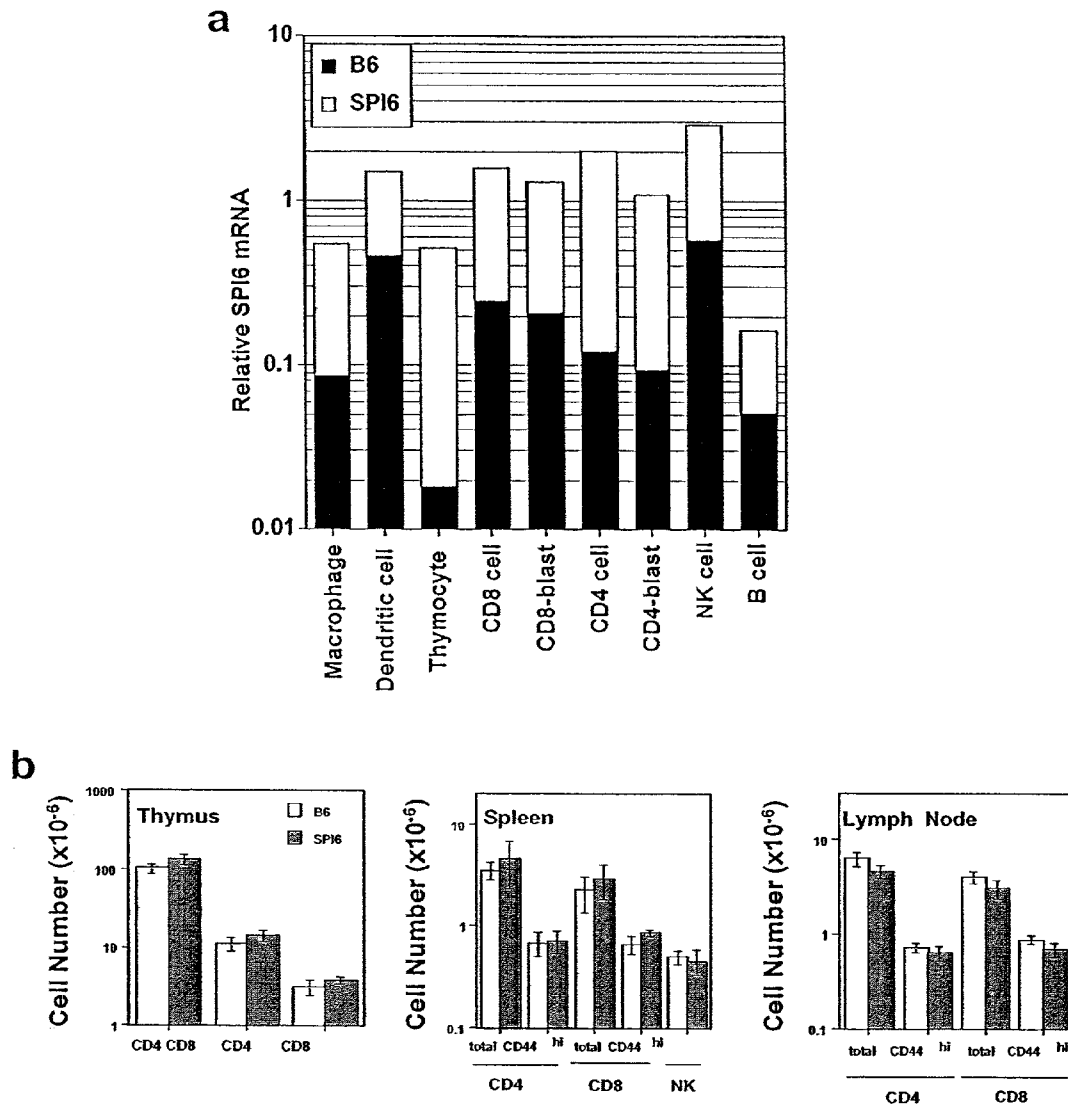 a
10
1
0.1
0.01
Relative SPI6 mRNA
B6
SPI6
Macrophage
Dendritic cell
Thymocyte
CD8 cell
CD8-blast
CD4 cell
CD4-blast
NK cell
B cell
b
Cell Number (x10-6)
1000
100
10
1
Thymus
B6
SPI6
CD4 CD8 CD4 CD8
Cell Number (x10-6)
10
1
0.1
Spleen
total CD44 hi total CD44 hi
CD4 CD8 NK
Cell Number (x10-6)
10
1
0.1
Lymph Node
total CD44 hi total CD44 hi
CD4 CD8